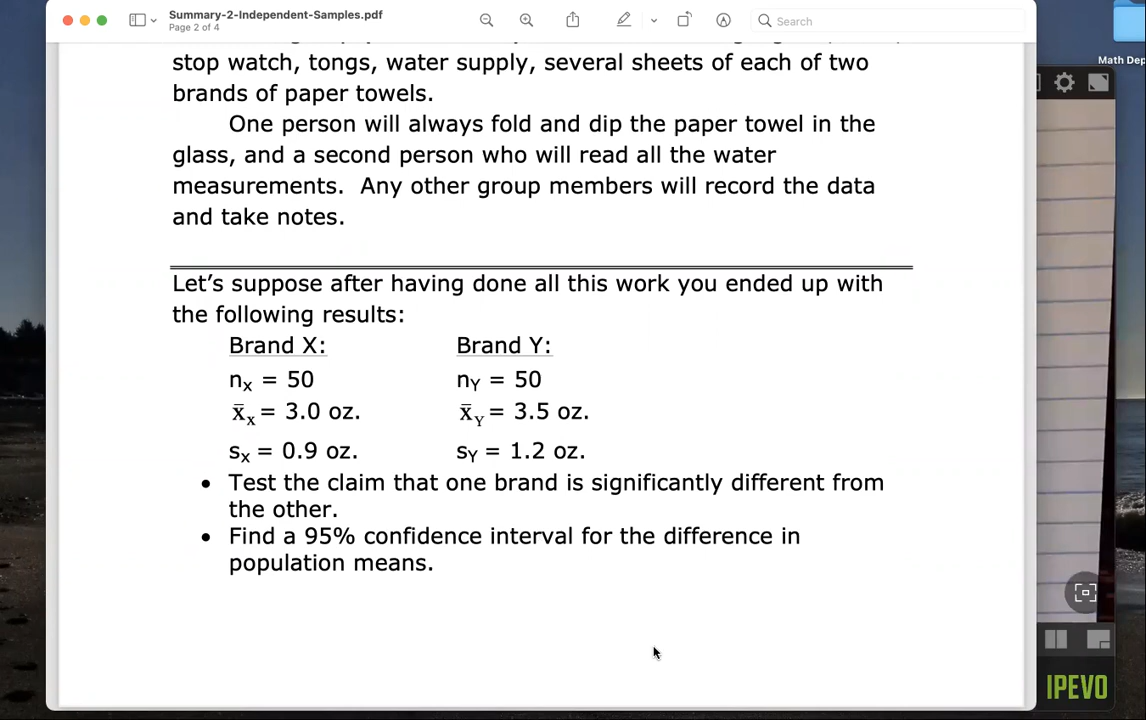 Summary-2-Independent-Samples.pdf
Page 2 of 4
Search
Math Dep
stop watch, tongs, water supply, several sheets of each of two
brands of paper towels.
One person will always fold and dip the paper towel in the
glass, and a second person who will read all the water
measurements. Any other group members will record the data
and take notes.
Let’s suppose after having done all this work you ended up with
the following results:
Brand X: Brand Y:
nX = 50 nY = 50
x̄X = 3.0 oz. x̄Y = 3.5 oz.
sX = 0.9 oz. sY = 1.2 oz.
• Test the claim that one brand is significantly different from
the other.
• Find a 95% confidence interval for the difference in
population means.
IPEVO